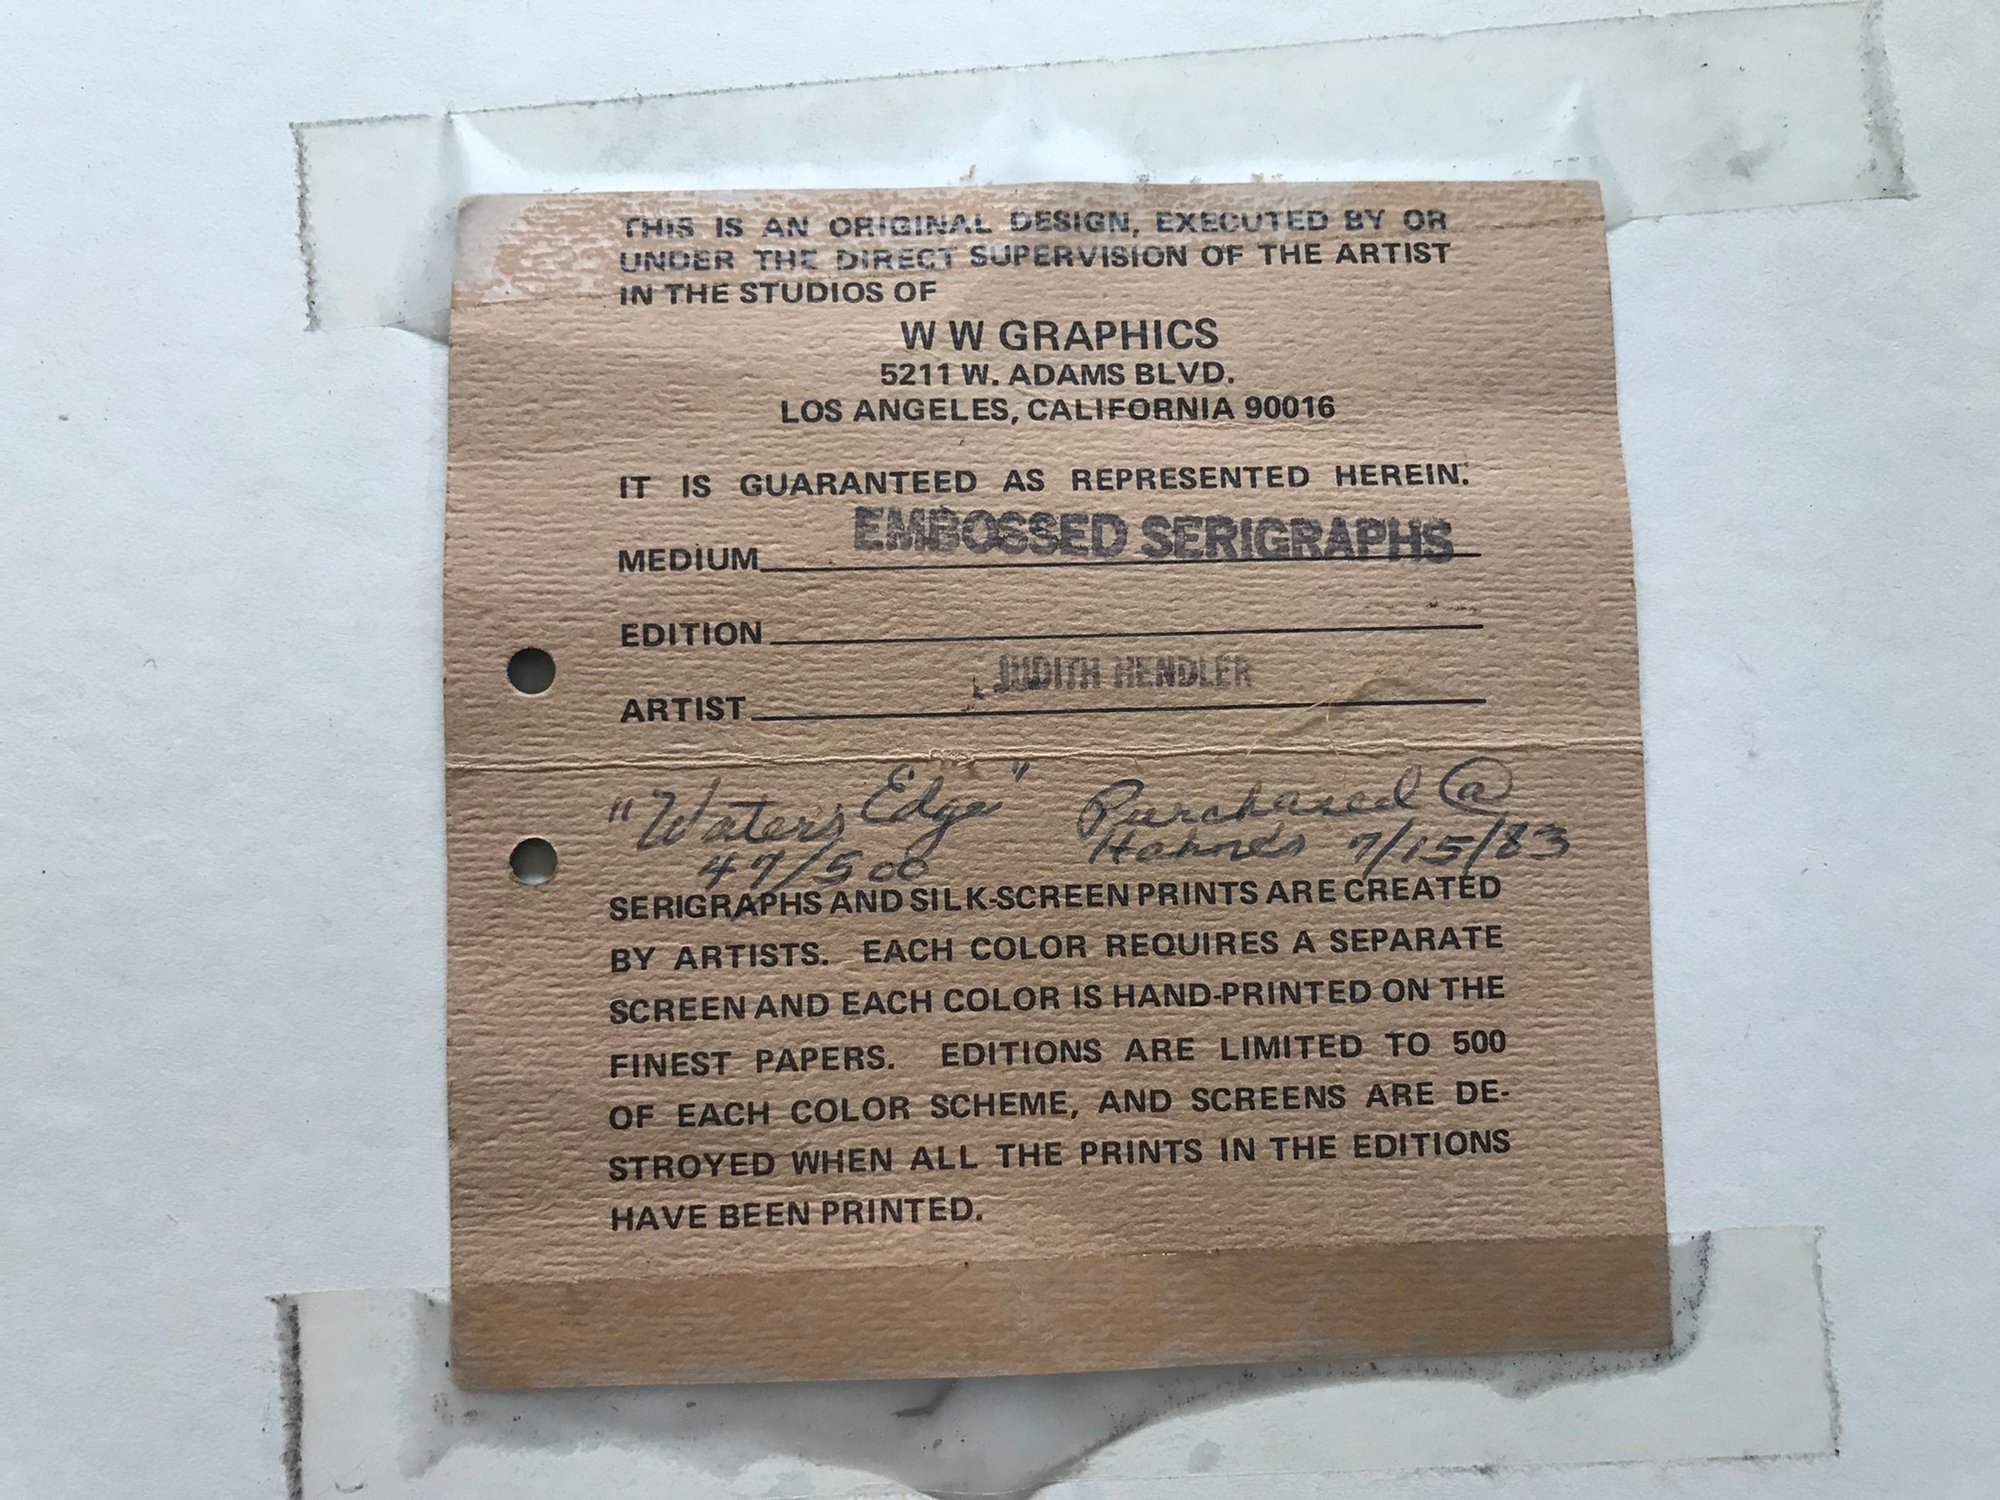 THIS IS AN ORIGINAL DESIGN, EXECUTED BY OR
UNDER THE DIRECT SUPERVISION OF THE ARTIST
IN THE STUDIOS OF
W W GRAPHICS
5211 W. ADAMS BLVD.
LOS ANGELES, CALIFORNIA 90016
IT IS GUARANTEED AS REPRESENTED HEREIN:
EMBOSSED SERIGRAPHS
MEDIUM
EDITION
JUDITH HENDLER
ARTIST
"Waters Edge" Purchased @
47/500 Hahne's 7/15/83
SERIGRAPHS AND SILK-SCREEN PRINTS ARE CREATED
BY ARTISTS. EACH COLOR REQUIRES A SEPARATE
SCREEN AND EACH COLOR IS HAND-PRINTED ON THE
FINEST PAPERS. EDITIONS ARE LIMITED TO 500
OF EACH COLOR SCHEME, AND SCREENS ARE DE-
STROYED WHEN ALL THE PRINTS IN THE EDITIONS
HAVE BEEN PRINTED.